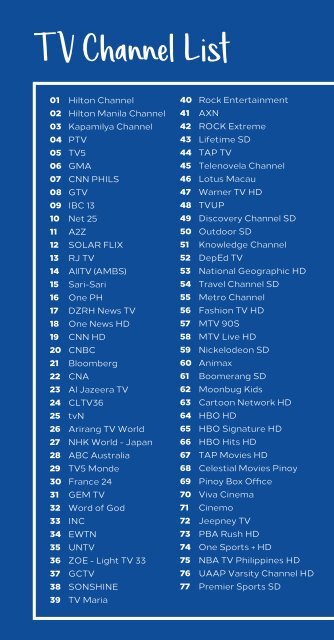 TV Channel List
01 Hilton Channel
02 Hilton Manila Channel
03 Kapamilya Channel
04 PTV
05 TV5
06 GMA
07 CNN PHILS
08 GTV
09 IBC 13
10 Net 25
11 A2Z
12 SOLAR FLIX
13 RJ TV
14 AllTV (AMBS)
15 Sari-Sari
16 One PH
17 DZRH News TV
18 One News HD
19 CNN HD
20 CNBC
21 Bloomberg
22 CNA
23 Al Jazeera TV
24 CLTV36
25 tvN
26 Arirang TV World
27 NHK World - Japan
28 ABC Australia
29 TV5 Monde
30 France 24
31 GEM TV
32 Word of God
33 INC
34 EWTN
35 UNTV
36 ZOE - Light TV 33
37 GCTV
38 SONSHINE
39 TV Maria
40 Rock Entertainment
41 AXN
42 ROCK Extreme
43 Lifetime SD
44 TAP TV
45 Telenovela Channel
46 Lotus Macau
47 Warner TV HD
48 TVUP
49 Discovery Channel SD
50 Outdoor SD
51 Knowledge Channel
52 DepEd TV
53 National Geographic HD
54 Travel Channel SD
55 Metro Channel
56 Fashion TV HD
57 MTV 90S
58 MTV Live HD
59 Nickelodeon SD
60 Animax
61 Boomerang SD
62 Moonbug Kids
63 Cartoon Network HD
64 HBO HD
65 HBO Signature HD
66 HBO Hits HD
67 TAP Movies HD
68 Celestial Movies Pinoy
69 Pinoy Box Office
70 Viva Cinema
71 Cinemo
72 Jeepney TV
73 PBA Rush HD
74 One Sports + HD
75 NBA TV Philippines HD
76 UAAP Varsity Channel HD
77 Premier Sports SD